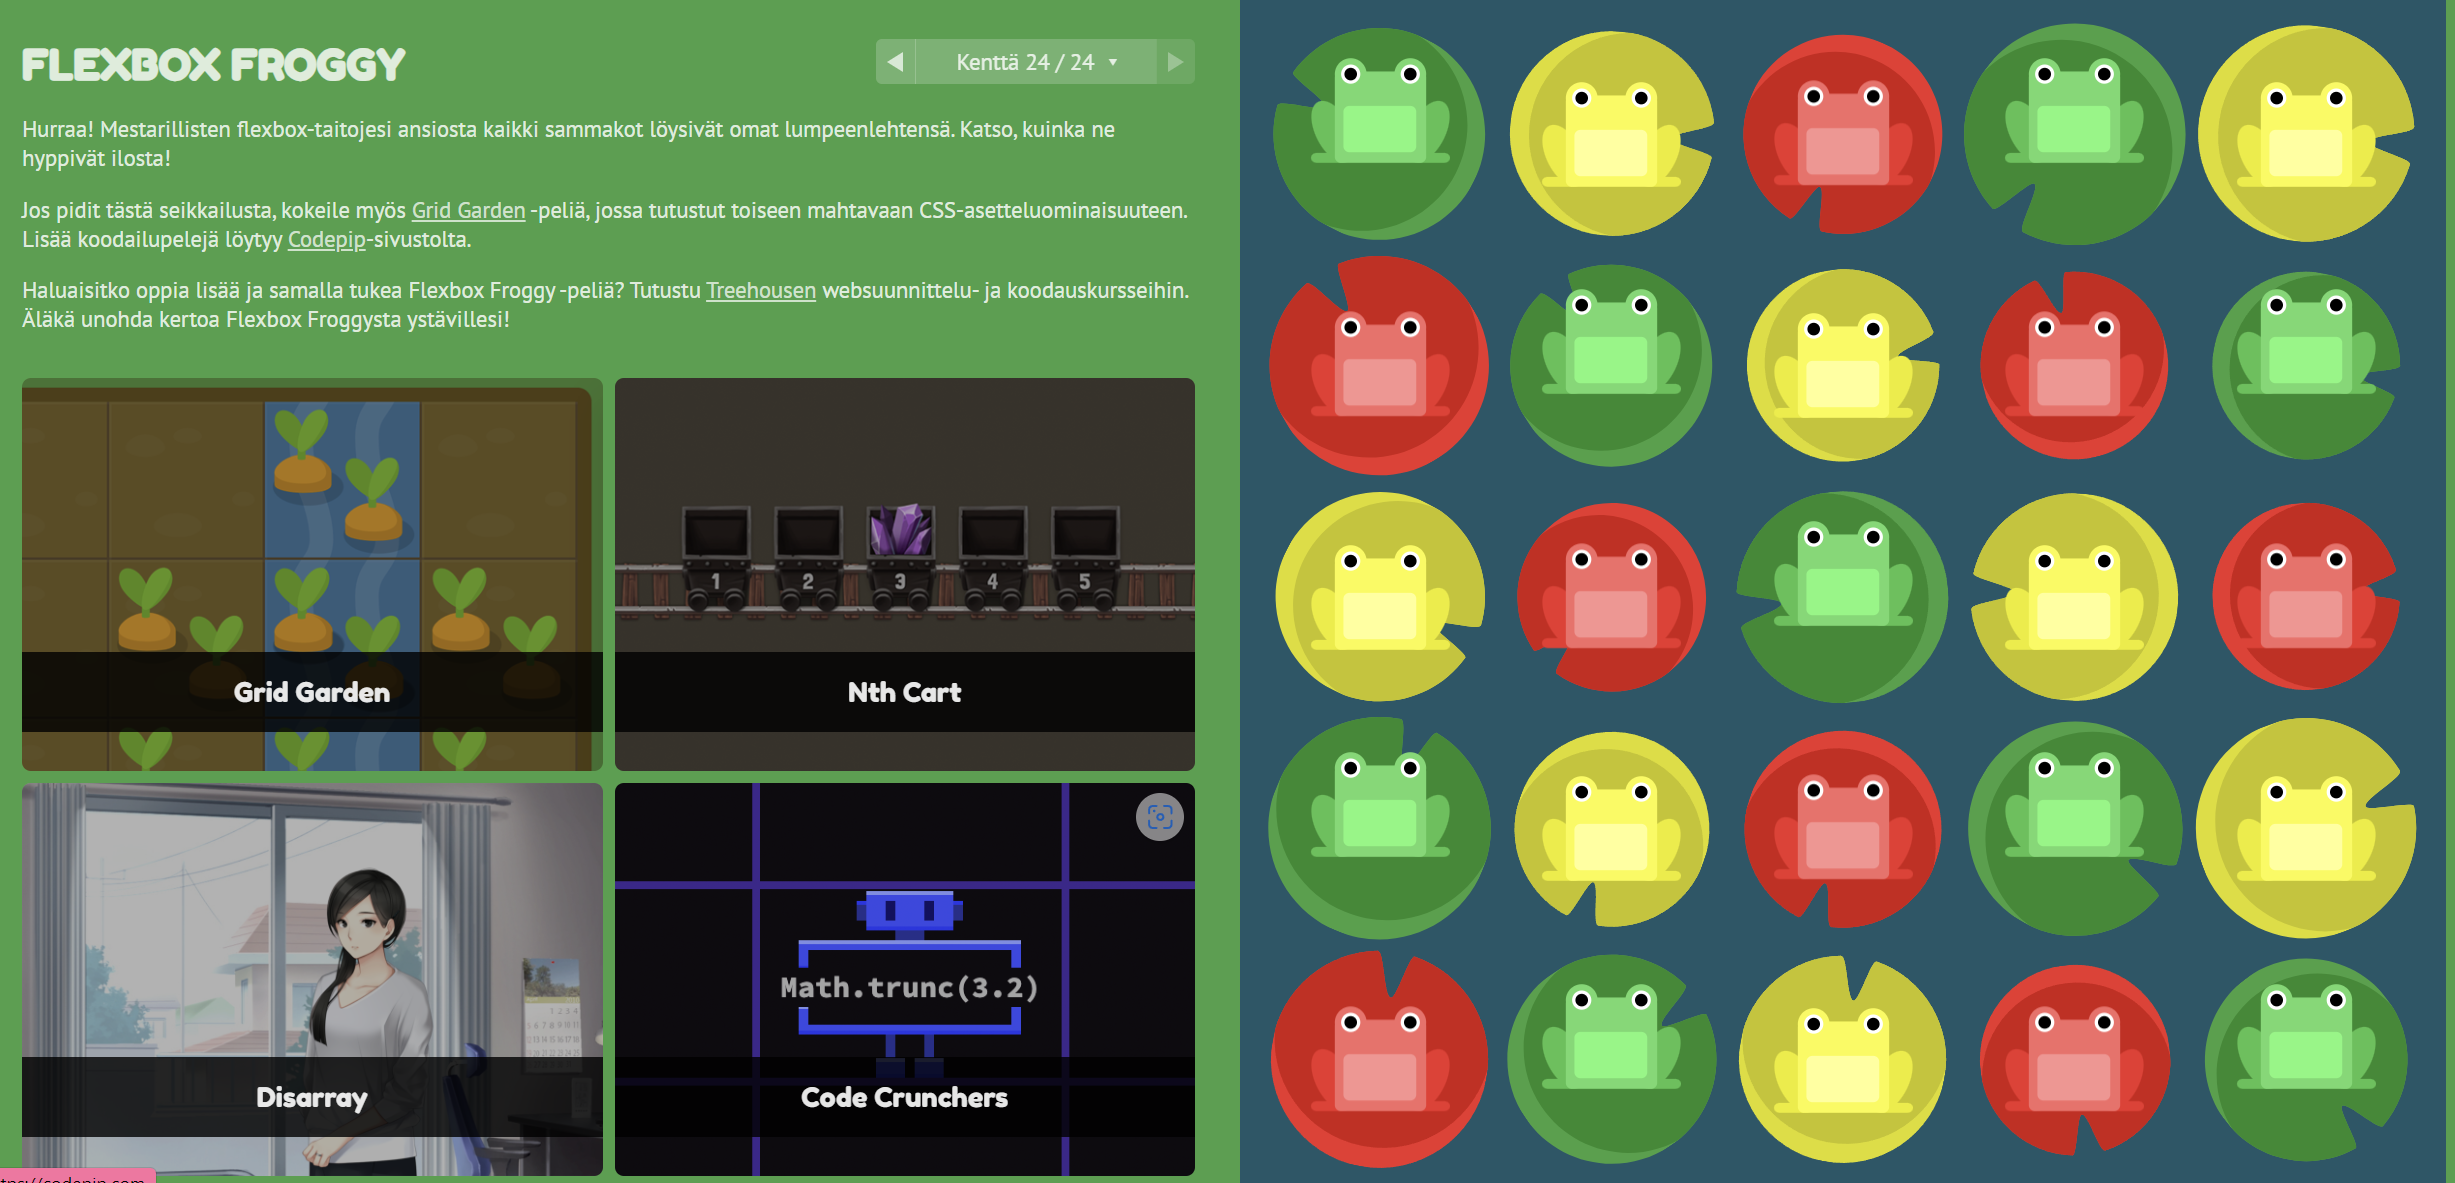 FLEXBOX FROGGY
Kenttä 24 / 24
Hurraa! Mestarillisten flexbox-taitojesi ansiosta kaikki sammakot löysivät omat lumpeenlehtensä. Katso, kuinka ne
hyppivät ilosta!
Jos pidit tästä seikkailusta, kokeile myös Grid Garden -peliä, jossa tutustut toiseen mahtavaan CSS-asetteluominaisuuteen.
Lisää koodailupelejä löytyy Codepip-sivustolta.
Haluaisitko oppia lisää ja samalla tukea Flexbox Froggy -peliä? Tutustu Treehousen websuunnittelu- ja koodauskursseihin.
Äläkä unohda kertoa Flexbox Froggysta ystävillesi!
Grid Garden
1 2 3 4 5
Nth Cart
Disarray
Math.trunc(3.2)
Code Crunchers